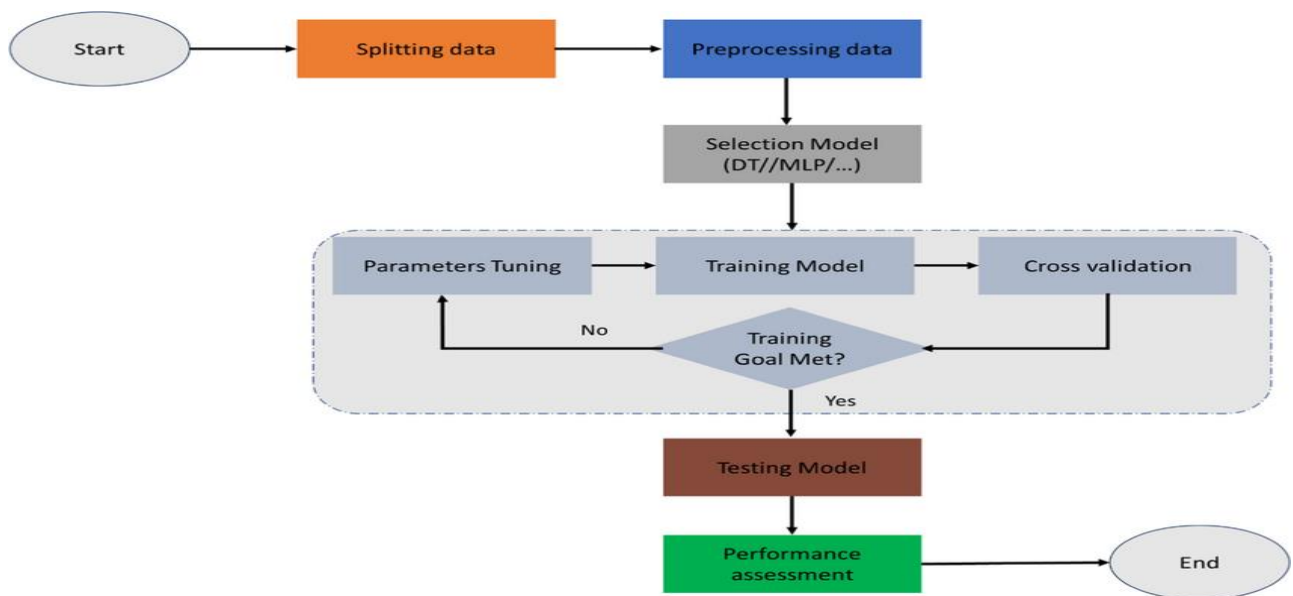 Start
Splitting data
Preprocessing data
Selection Model
(DT//MLP/...)
Parameters Tuning
Training Model
Cross validation
No
Training
Goal Met?
Yes
Testing Model
Performance
assessment
End